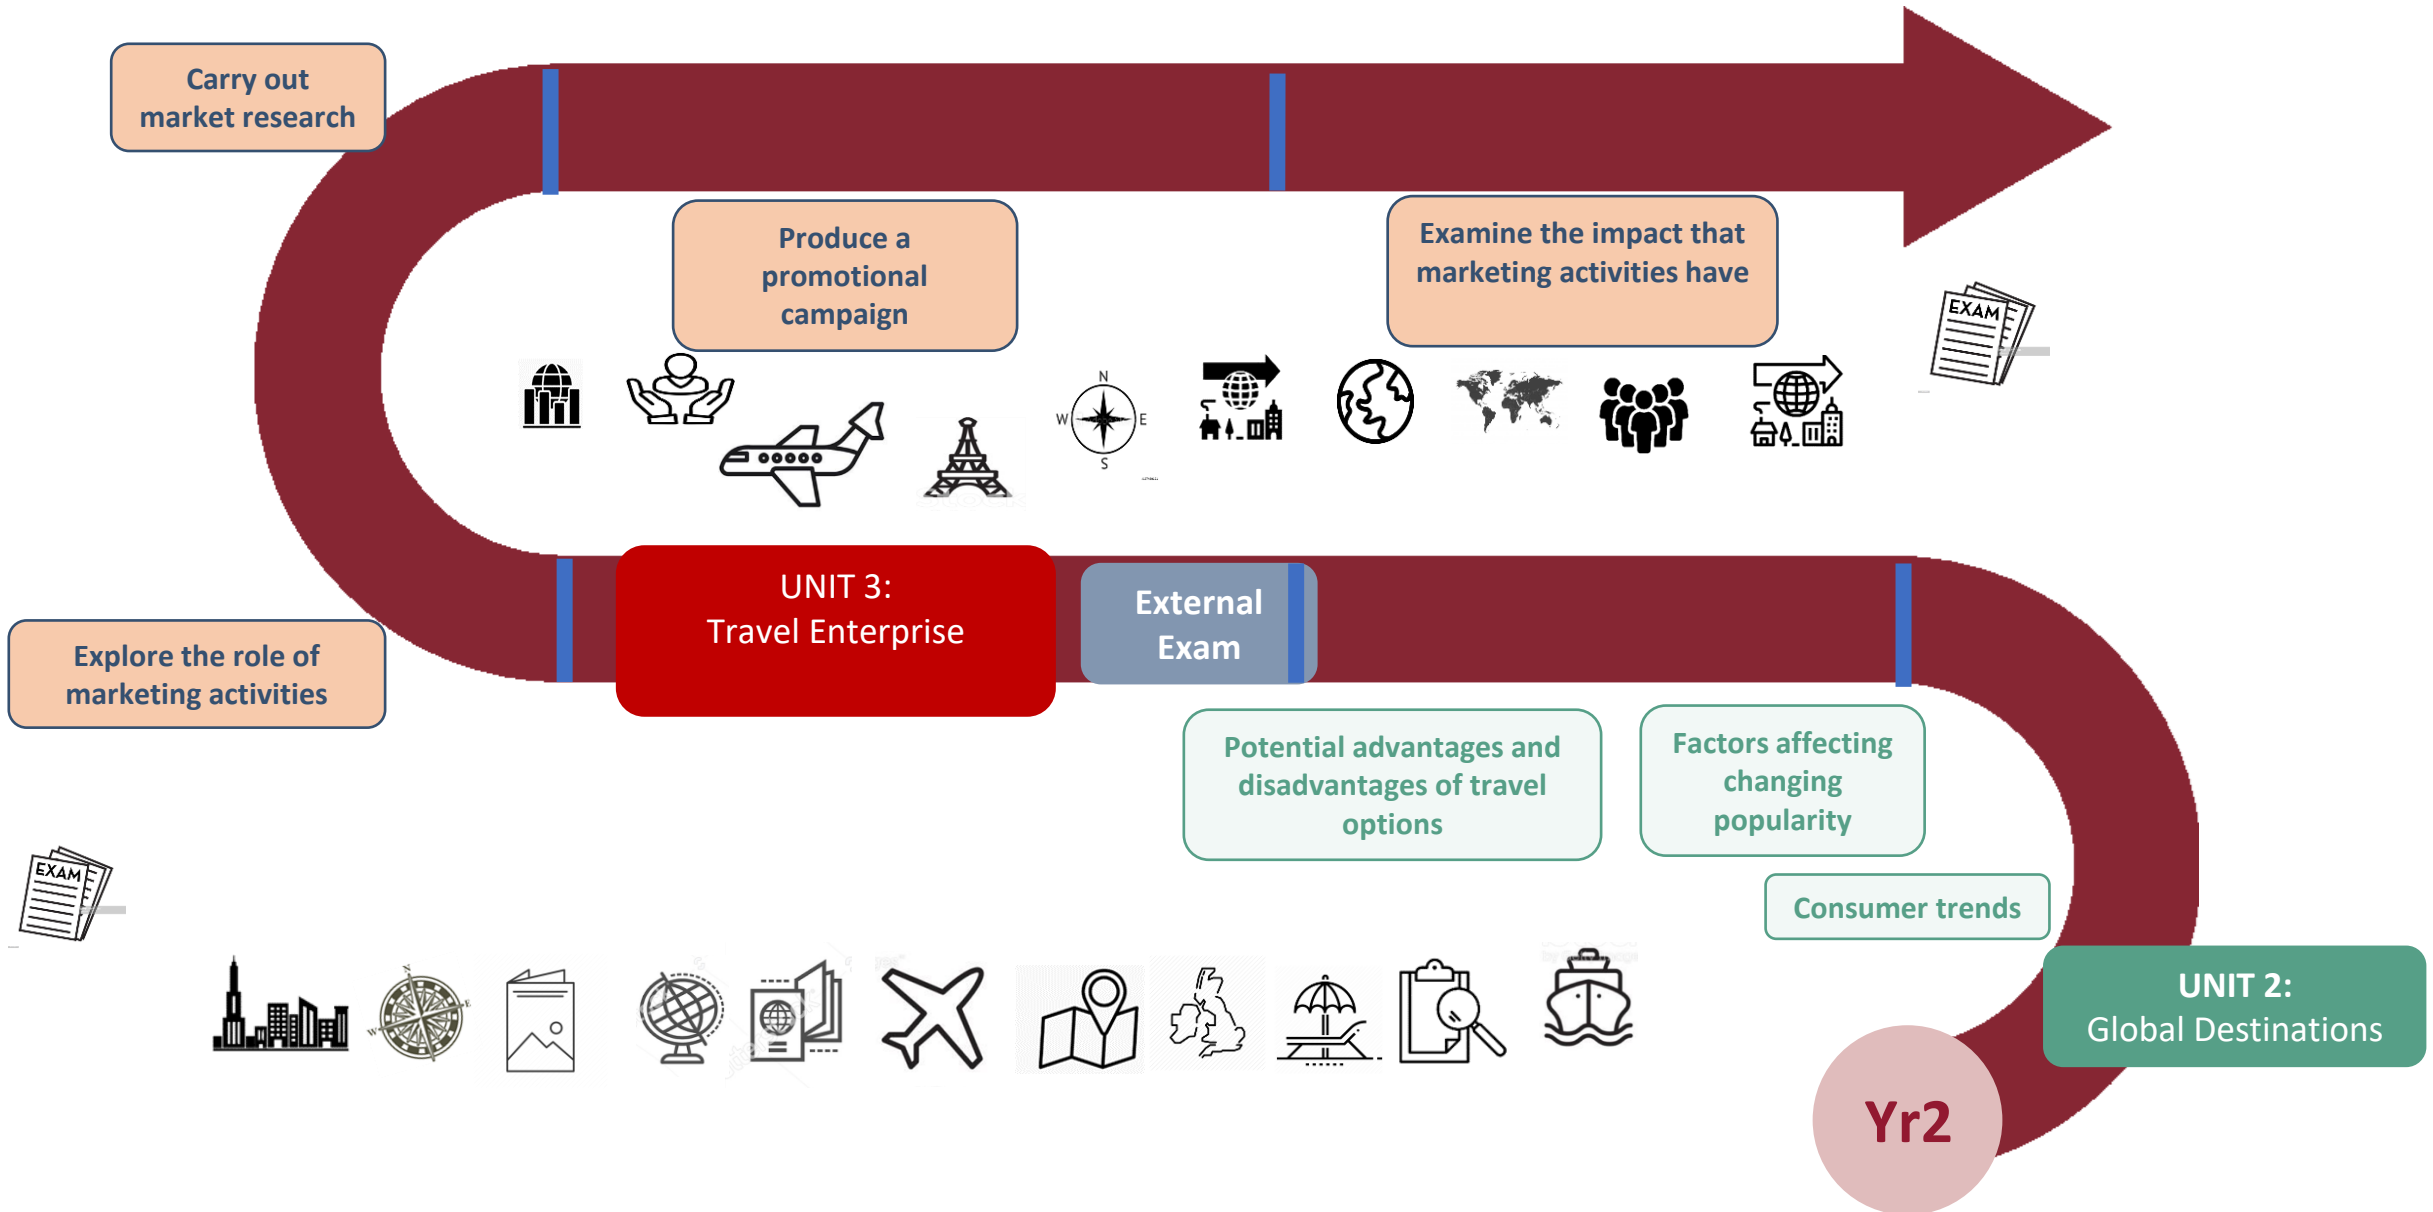 Carry out
market research
Produce a
promotional
campaign
Examine the impact that
marketing activities have
EXAM
N
W
E
S
UNIT 3:
Travel Enterprise
External
Exam
Explore the role of
marketing activities
Potential advantages and
disadvantages of travel
options
Factors affecting
changing
popularity
Consumer trends
EXAM
N
E
W
UNIT 2:
Global Destinations
Yr2